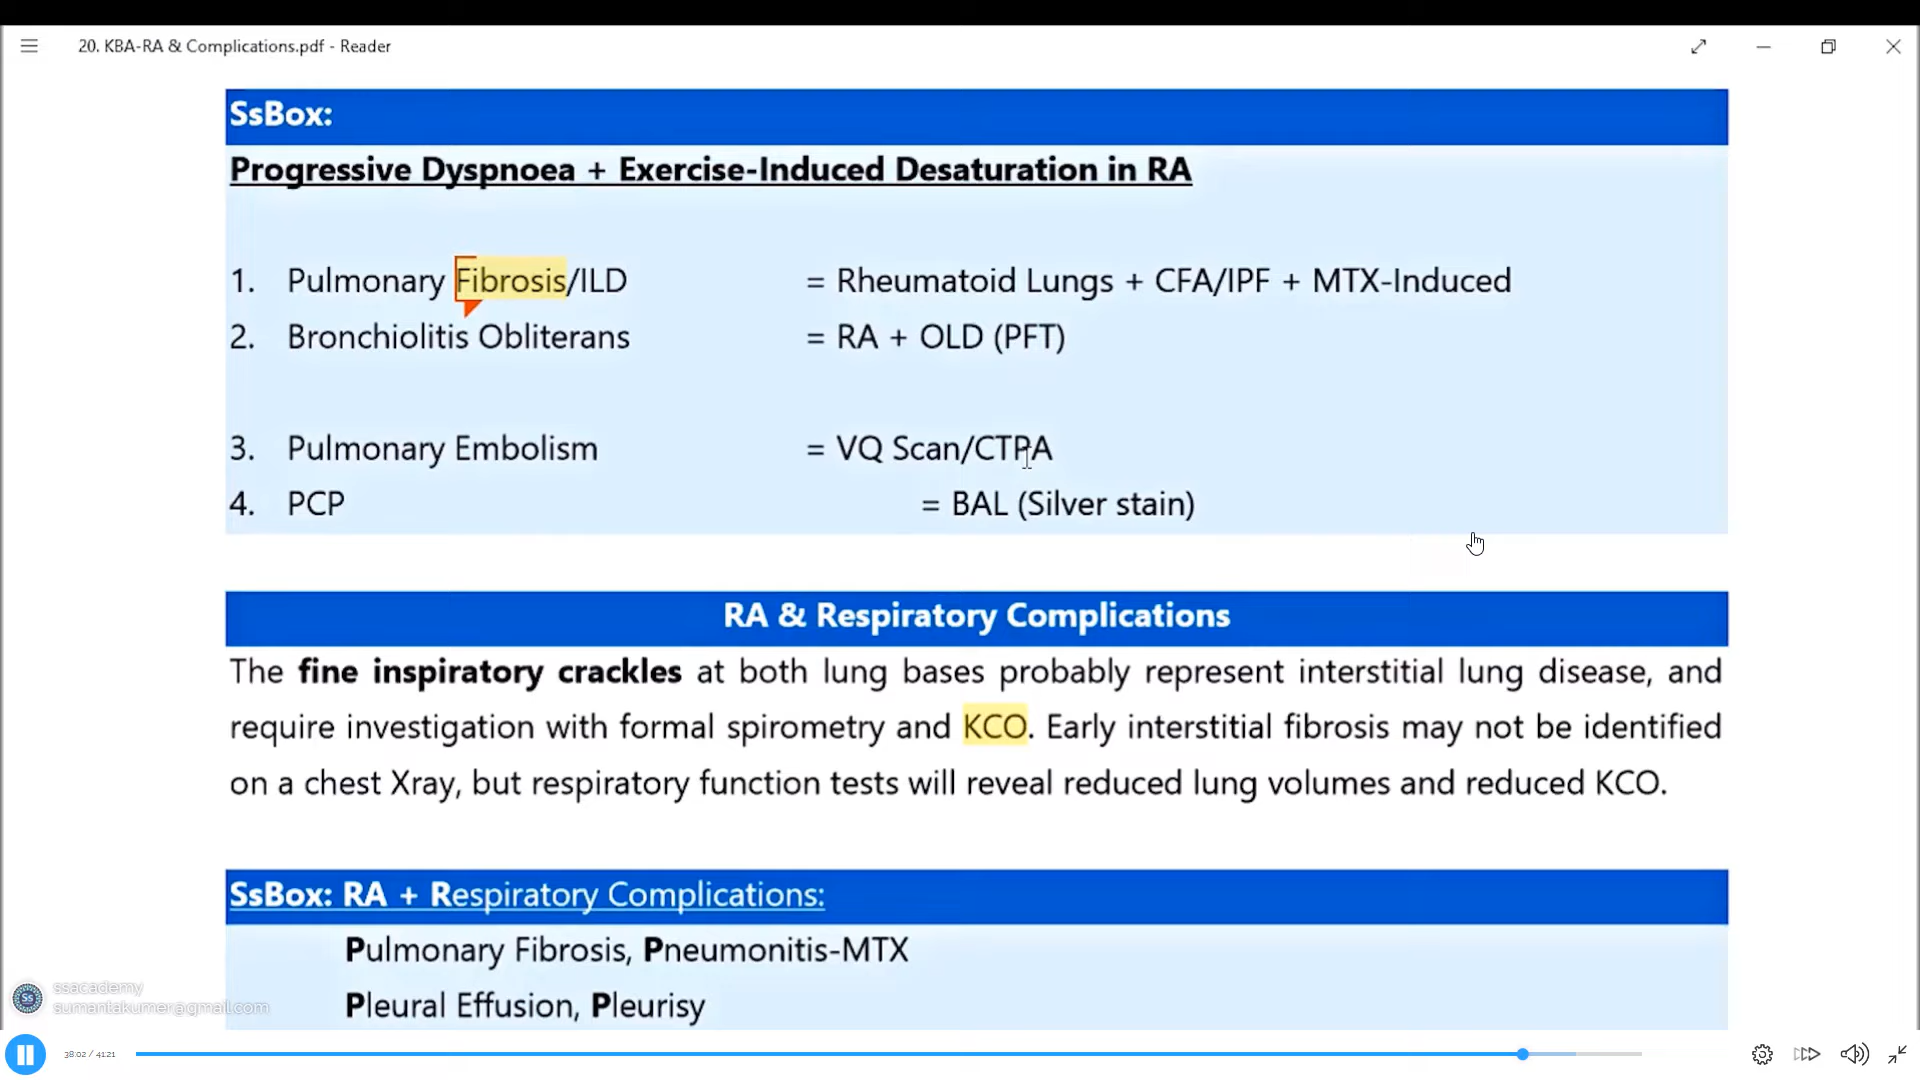 20. KBA-RA & Complications.pdf - Reader
SsBox:
Progressive Dyspnoea + Exercise-Induced Desaturation in RA
1. Pulmonary Fibrosis/ILD = Rheumatoid Lungs + CFA/IPF + MTX-Induced
2. Bronchiolitis Obliterans = RA + OLD (PFT)
3. Pulmonary Embolism = VQ Scan/CTPA
4. PCP = BAL (Silver stain)
RA & Respiratory Complications
The fine inspiratory crackles at both lung bases probably represent interstitial lung disease, and
require investigation with formal spirometry and KCO. Early interstitial fibrosis may not be identified
on a chest Xray, but respiratory function tests will reveal reduced lung volumes and reduced KCO.
SsBox: RA + Respiratory Complications:
Pulmonary Fibrosis, Pneumonitis-MTX
Pleural Effusion, Pleurisy
Ss
ssacademy
sumantakumer@gmail.com
38:02 / 41:21